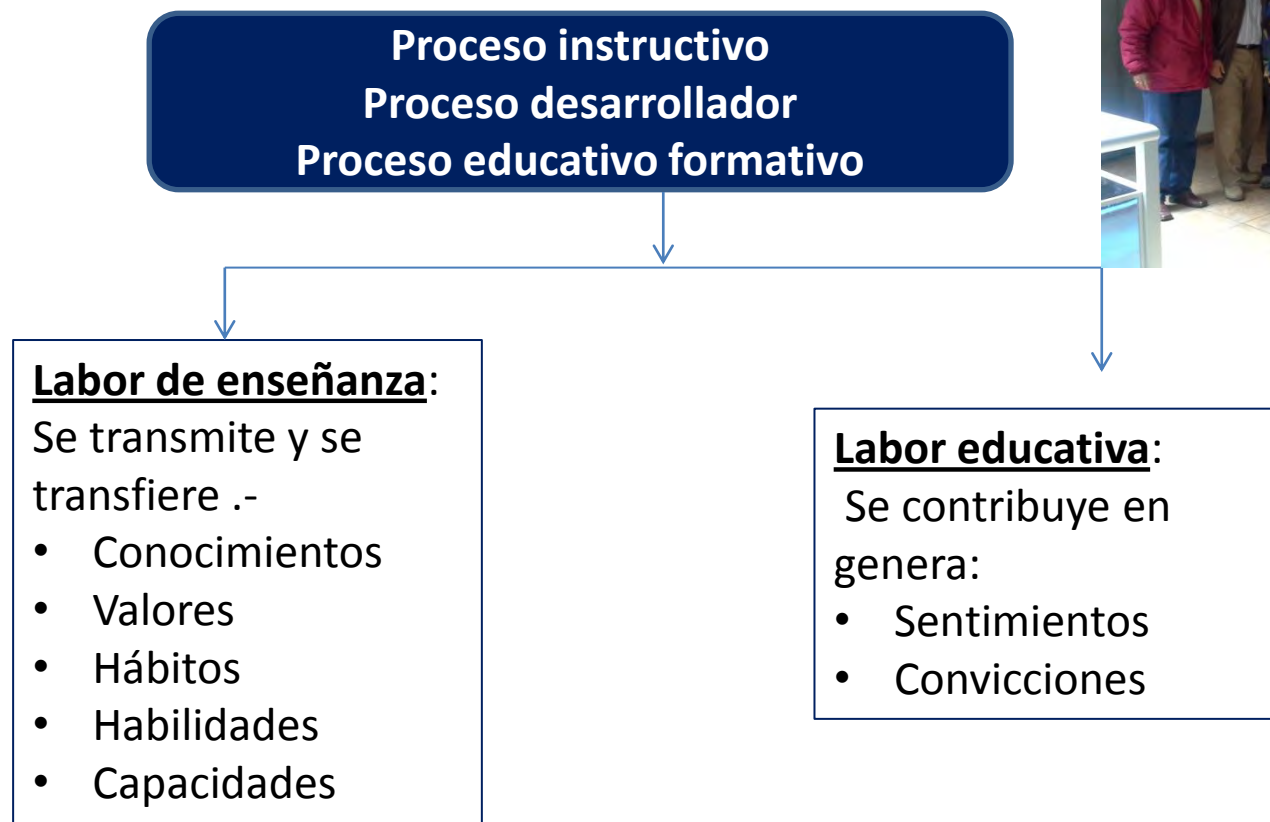 Proceso instructivo
Proceso desarrollador
Proceso educativo formativo
Labor de enseñanza:
Se transmite y se
transfiere .-
• Conocimientos
• Valores
• Hábitos
• Habilidades
• Capacidades
Labor educativa:
Se contribuye en
genera:
• Sentimientos
• Convicciones